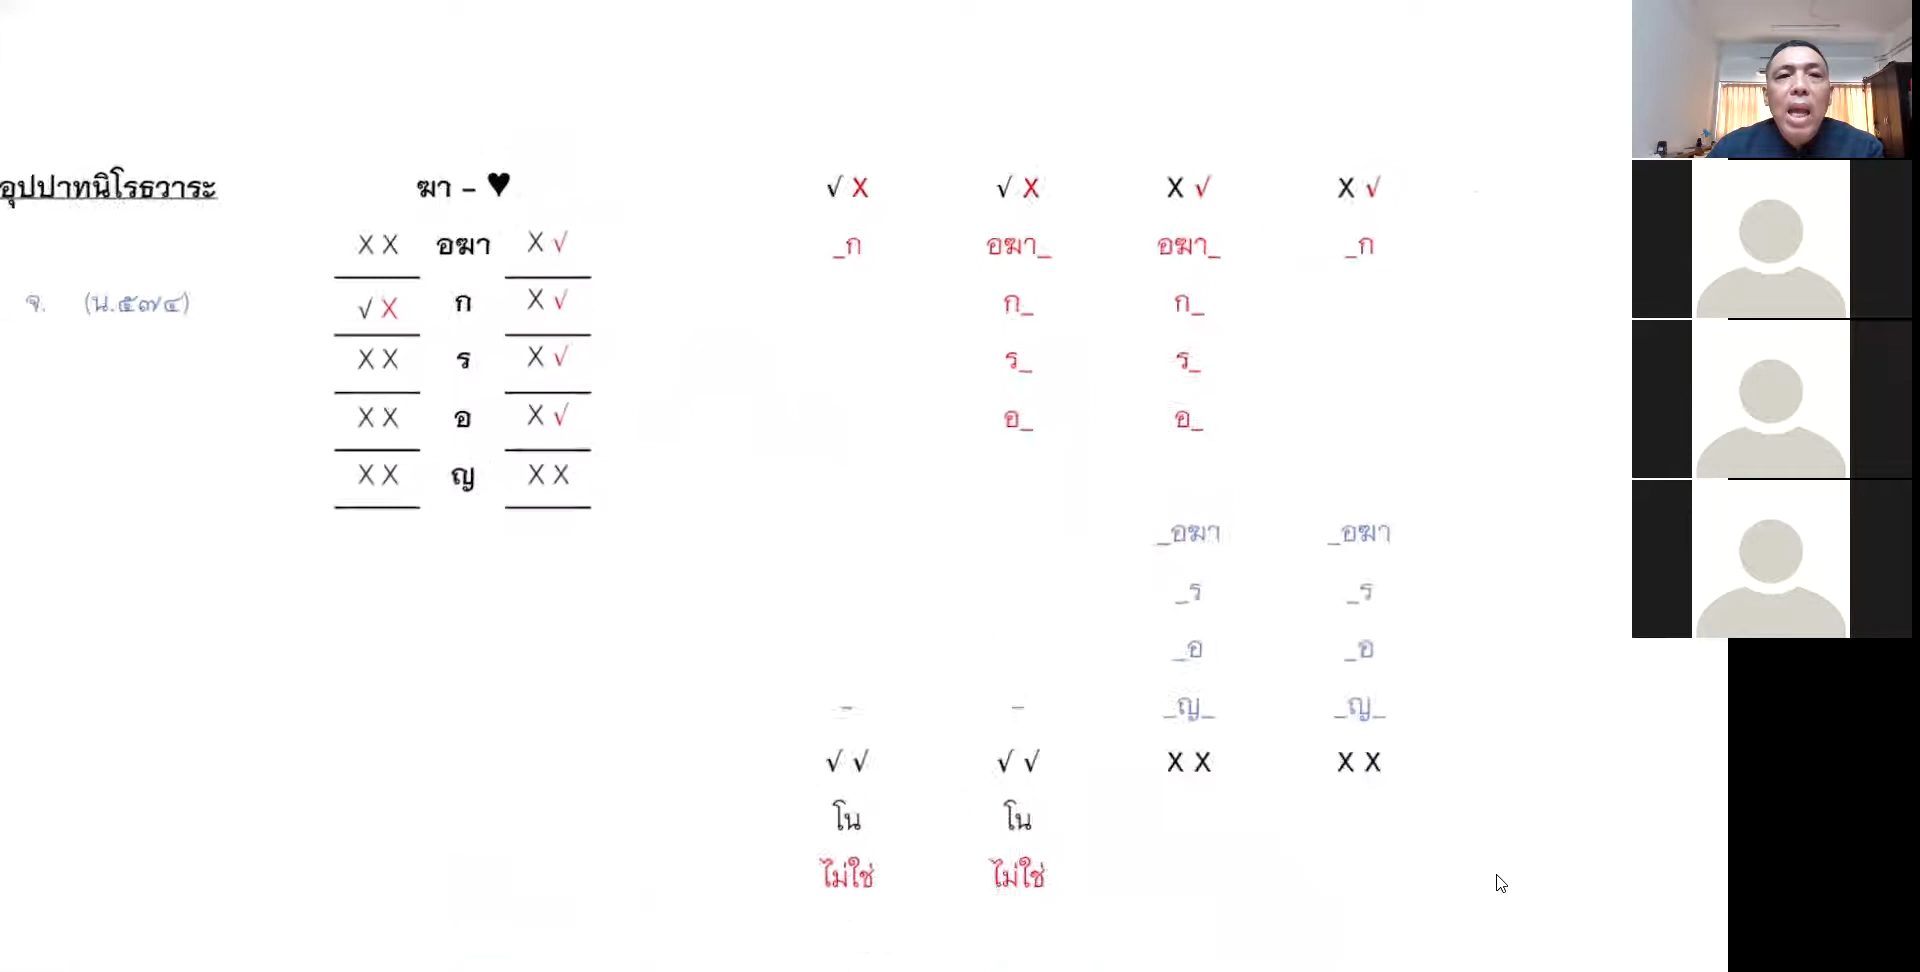 อุปปาทนิโรธวาระ ฆา – ♥ √ X √ X X √ X √
X X อฆา X √ _ก อฆา_ อฆา_ _ก
จ. (น.๕๗๔) √ X ก X √ ก_ ก_
X X ร X √ ร_ ร_
X X อ X √ อ_ อ_
X X ญ X X
_อฆา _อฆา
_ร _ร
_อ _อ
– – _ญ_ _ญ_
√ √ √ √ X X X X
โน โน
ไม่ใช่ ไม่ใช่